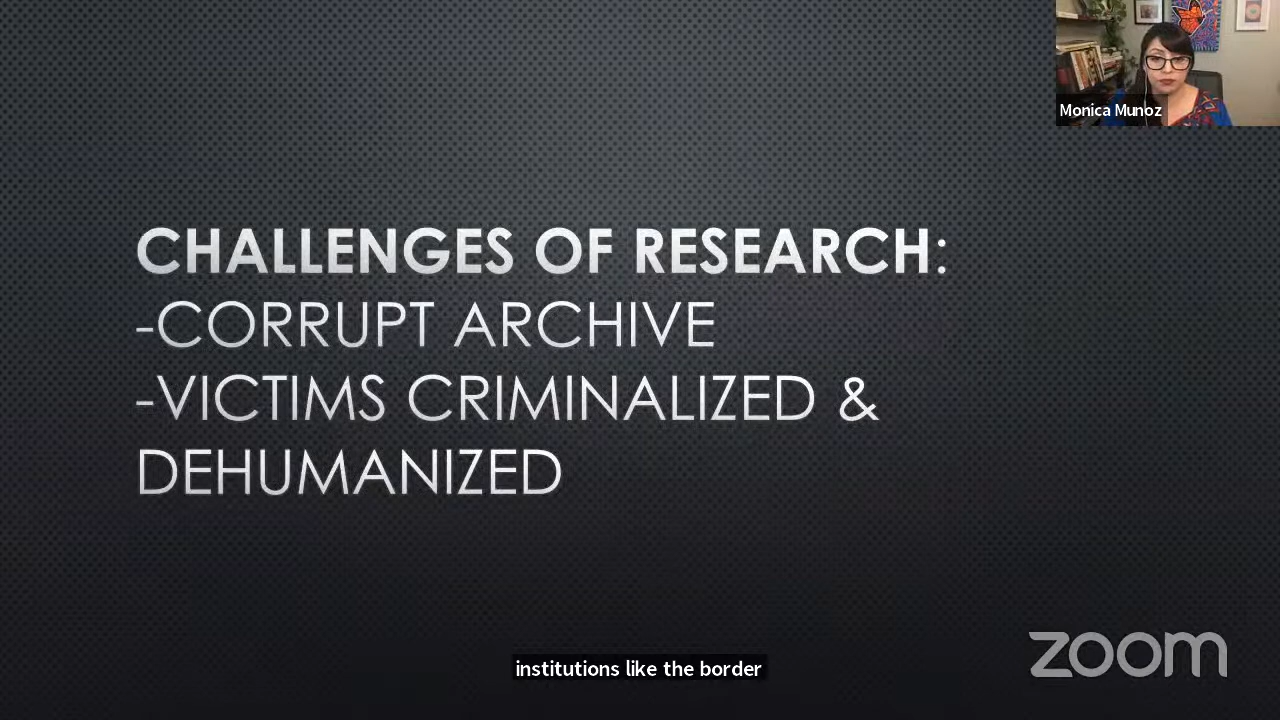 Monica Munoz
CHALLENGES OF RESEARCH:
-CORRUPT ARCHIVE
-VICTIMS CRIMINALIZED &
DEHUMANIZED
institutions like the border
zoom